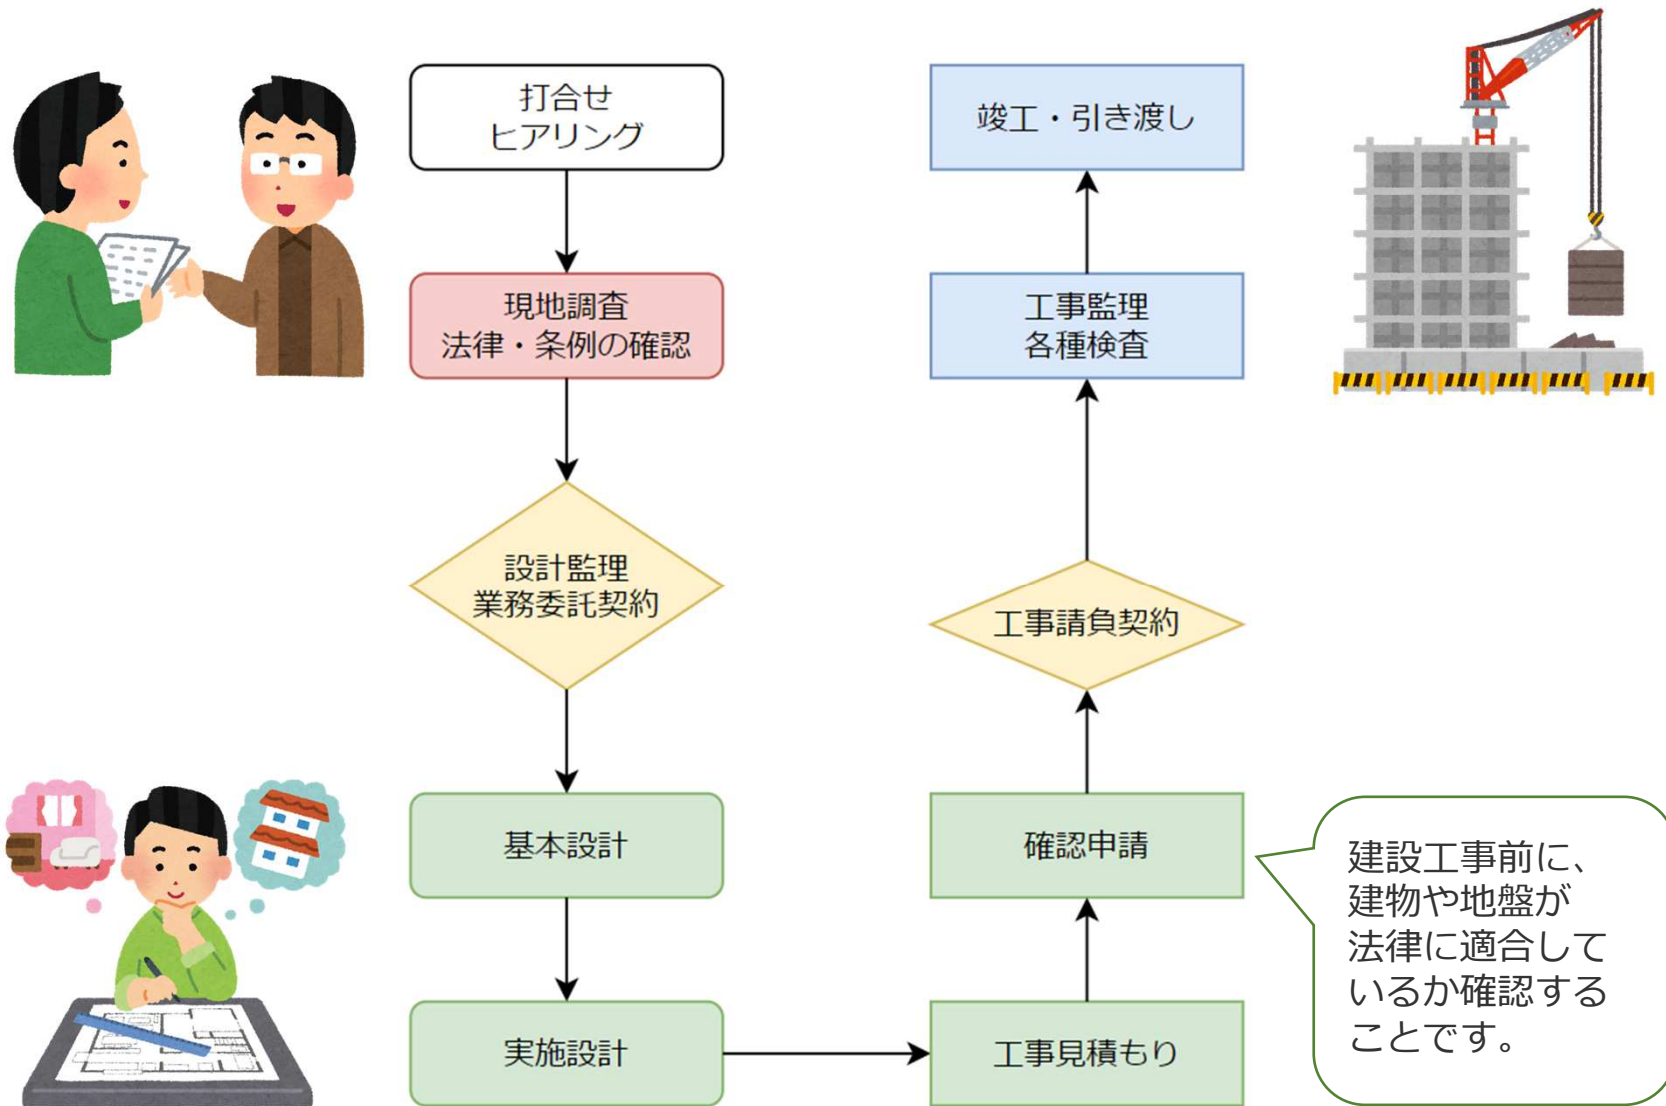 打合せ
ヒアリング
現地調査
法律・条例の確認
設計監理
業務委託契約
基本設計
実施設計
工事見積もり
確認申請
建設工事前に、
建物や地盤が
法律に適合して
いるか確認する
ことです。
工事請負契約
工事監理
各種検査
竣工・引き渡し